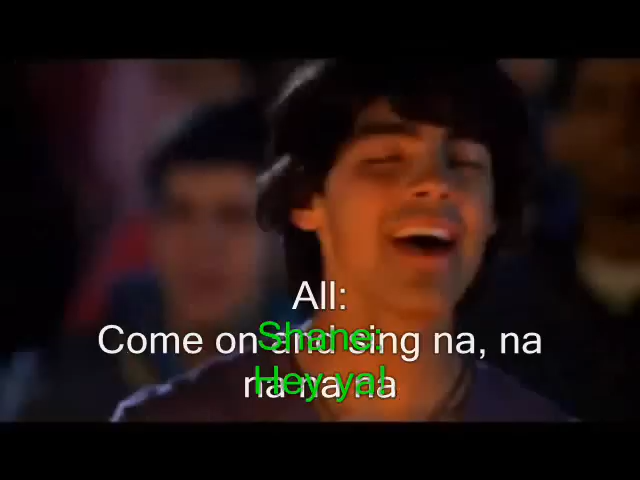 All:
Come on and sing na, na
na na na
Shane:
Hey ya!